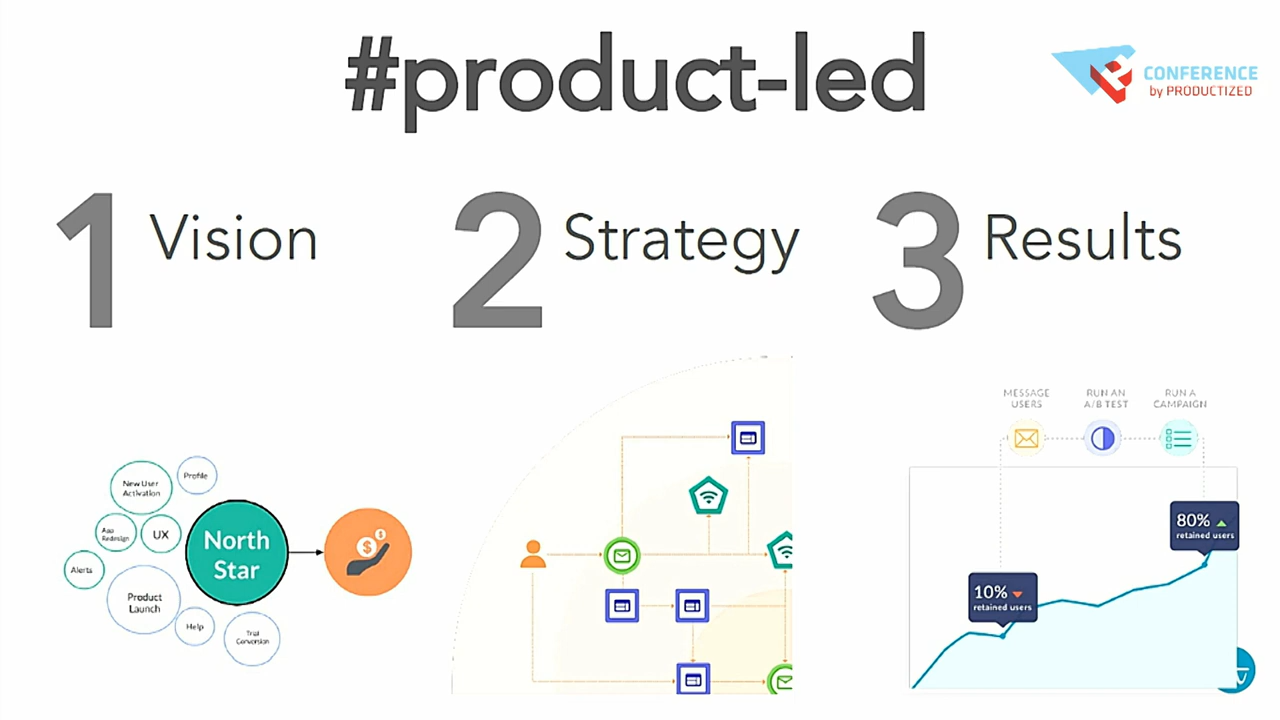 #product-led
CONFERENCE
by PRODUCTIZED
1 Vision
2 Strategy
3 Results
New User
Activation
Profile
App
Redesign
UX
North
Star
Alerts
Product
Launch
Help
Trial
Conversion
MESSAGE
USERS
RUN AN
A/B TEST
RUN A
CAMPAIGN
80%
retained users
10%
retained users